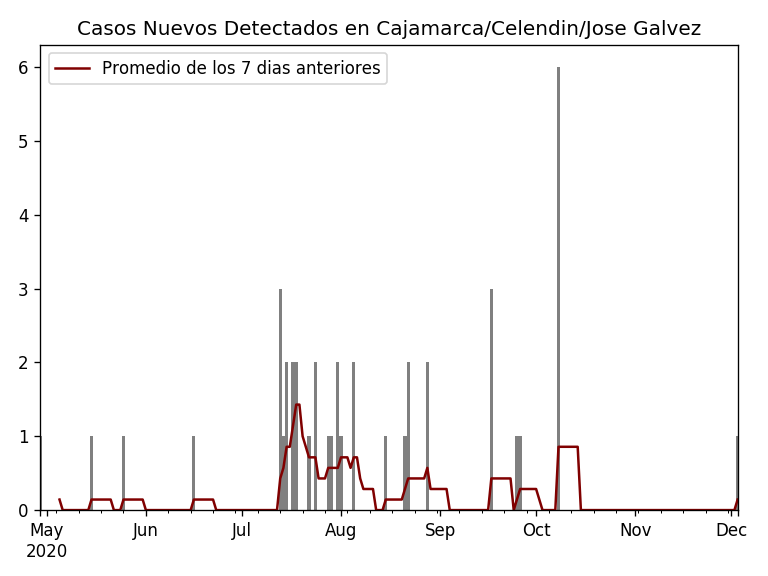 Casos Nuevos Detectados en Cajamarca/Celendin/Jose Galvez
Promedio de los 7 dias anteriores
6
5
4
3
2
1
0
May Jun Jul Aug Sep Oct Nov Dec
2020